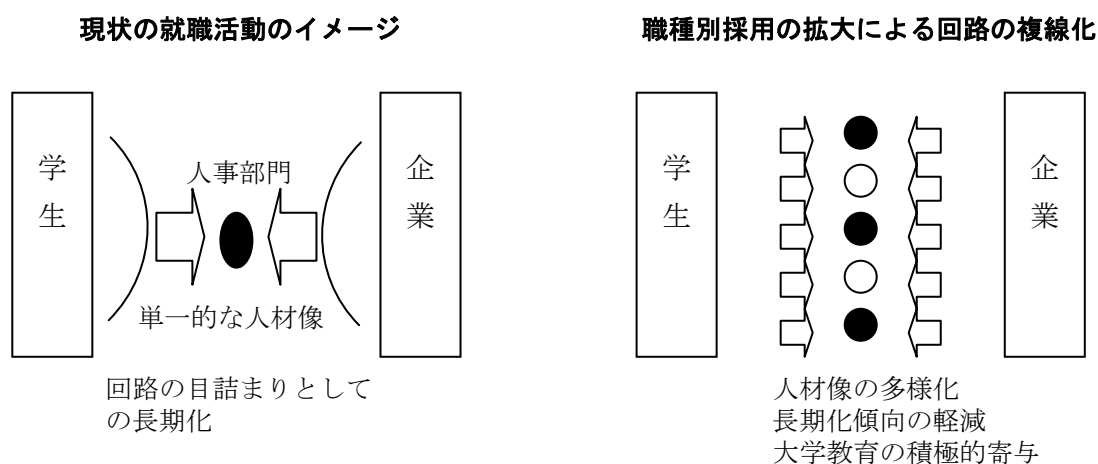 現状の就職活動のイメージ
学生
人事部門
単一的な人材像
企業
回路の目詰まりとして
の長期化
職種別採用の拡大による回路の複線化
学生
企業
人材像の多様化
長期化傾向の軽減
大学教育の積極的寄与